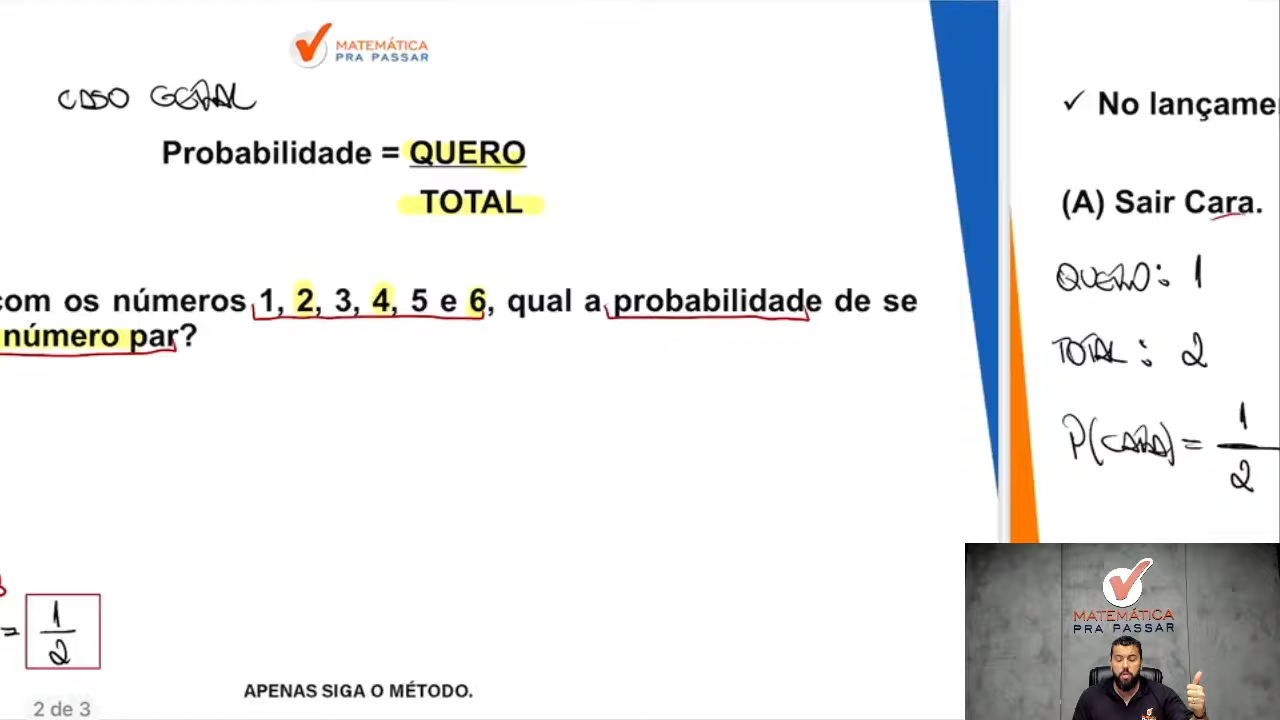 MATEMÁTICA
PRA PASSAR
CASO GERAL
Probabilidade = QUERO
TOTAL
com os números 1, 2, 3, 4, 5 e 6, qual a probabilidade de se
número par?
= 1
2
APENAS SIGA O MÉTODO.
2 de 3
✓ No lançame
(A) Sair Cara.
QUERO: 1
TOTAL: 2
P(CARA) = 1
2
MATEMÁTICA
PRA PASSAR